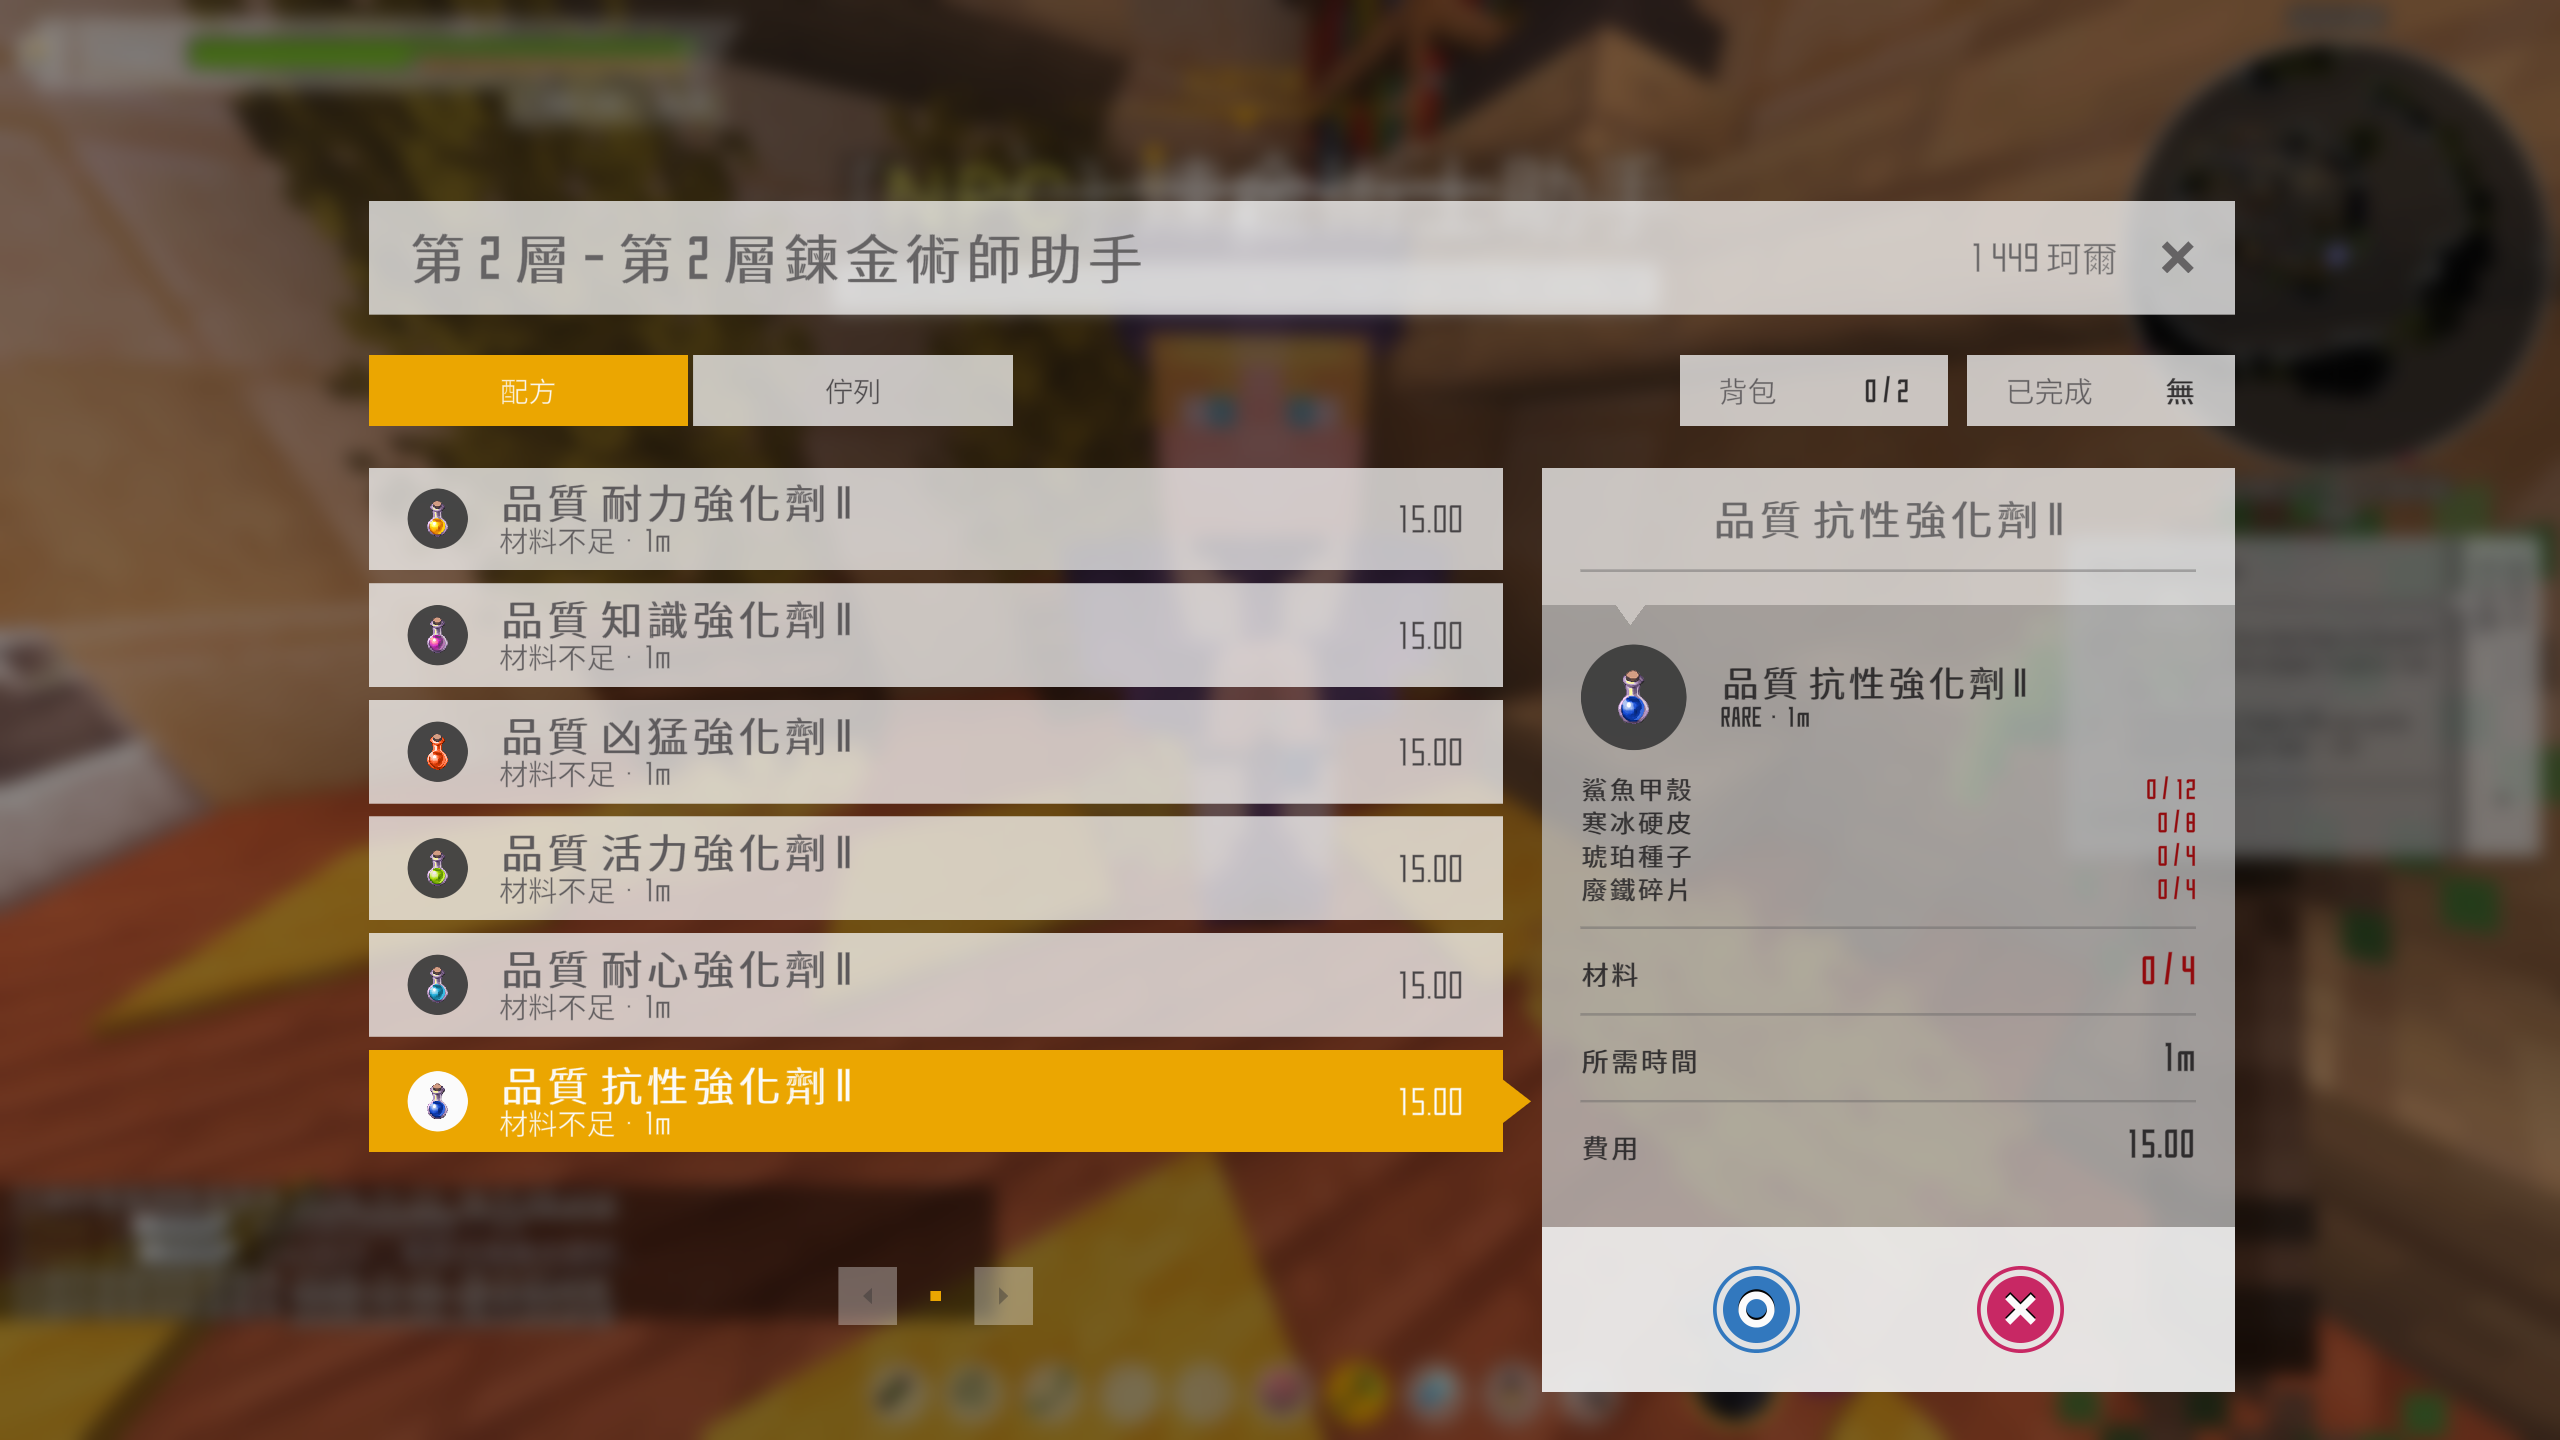 第2層 - 第2層鍊金術師助手
1 449 珂爾
配方
佇列
背包 0/2
已完成 無
品質 耐力強化劑 II
材料不足 · 1m
15.00
品質 知識強化劑 II
材料不足 · 1m
15.00
品質 凶猛強化劑 II
材料不足 · 1m
15.00
品質 活力強化劑 II
材料不足 · 1m
15.00
品質 耐心強化劑 II
材料不足 · 1m
15.00
品質 抗性強化劑 II
材料不足 · 1m
15.00
品質 抗性強化劑 II
品質 抗性強化劑 II
RARE · 1m
鯊魚甲殼 0/12
寒冰硬皮 0/8
琥珀種子 0/4
廢鐵碎片 0/4
材料 0/4
所需時間 1m
費用 15.00